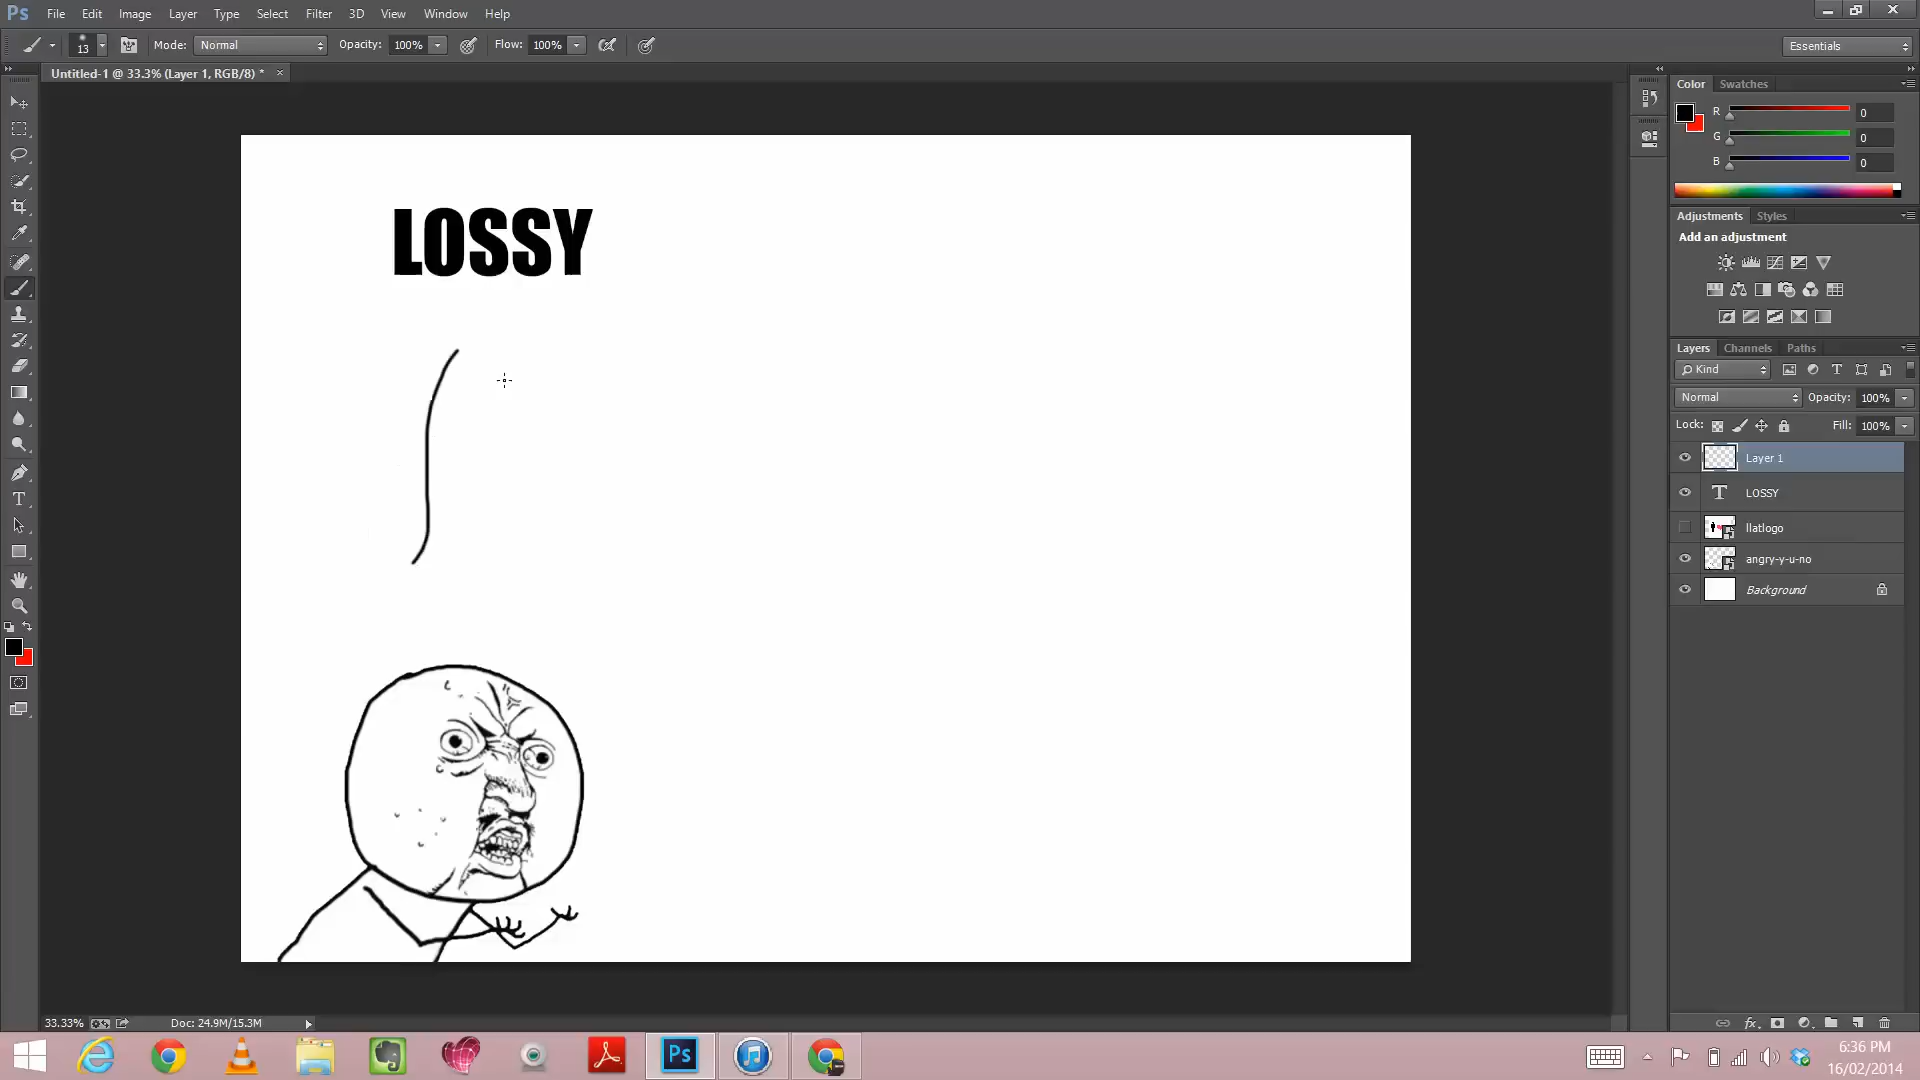 Ps File Edit Image Layer Type Select Filter 3D View Window Help
13 Mode: Normal Opacity: 100% Flow: 100% Essentials
Untitled-1 @ 33.3% (Layer 1, RGB/8) * ×
Color Swatches
R 0
G 0
B 0
Adjustments Styles
Add an adjustment
Layers Channels Paths
Kind
Normal Opacity: 100%
Lock: Fill: 100%
Layer 1
LOSSY
llatlogo
angry-y-u-no
Background
LOSSY
33.33% Doc: 24.9M/15.3M
Ps
6:36 PM
16/02/2014